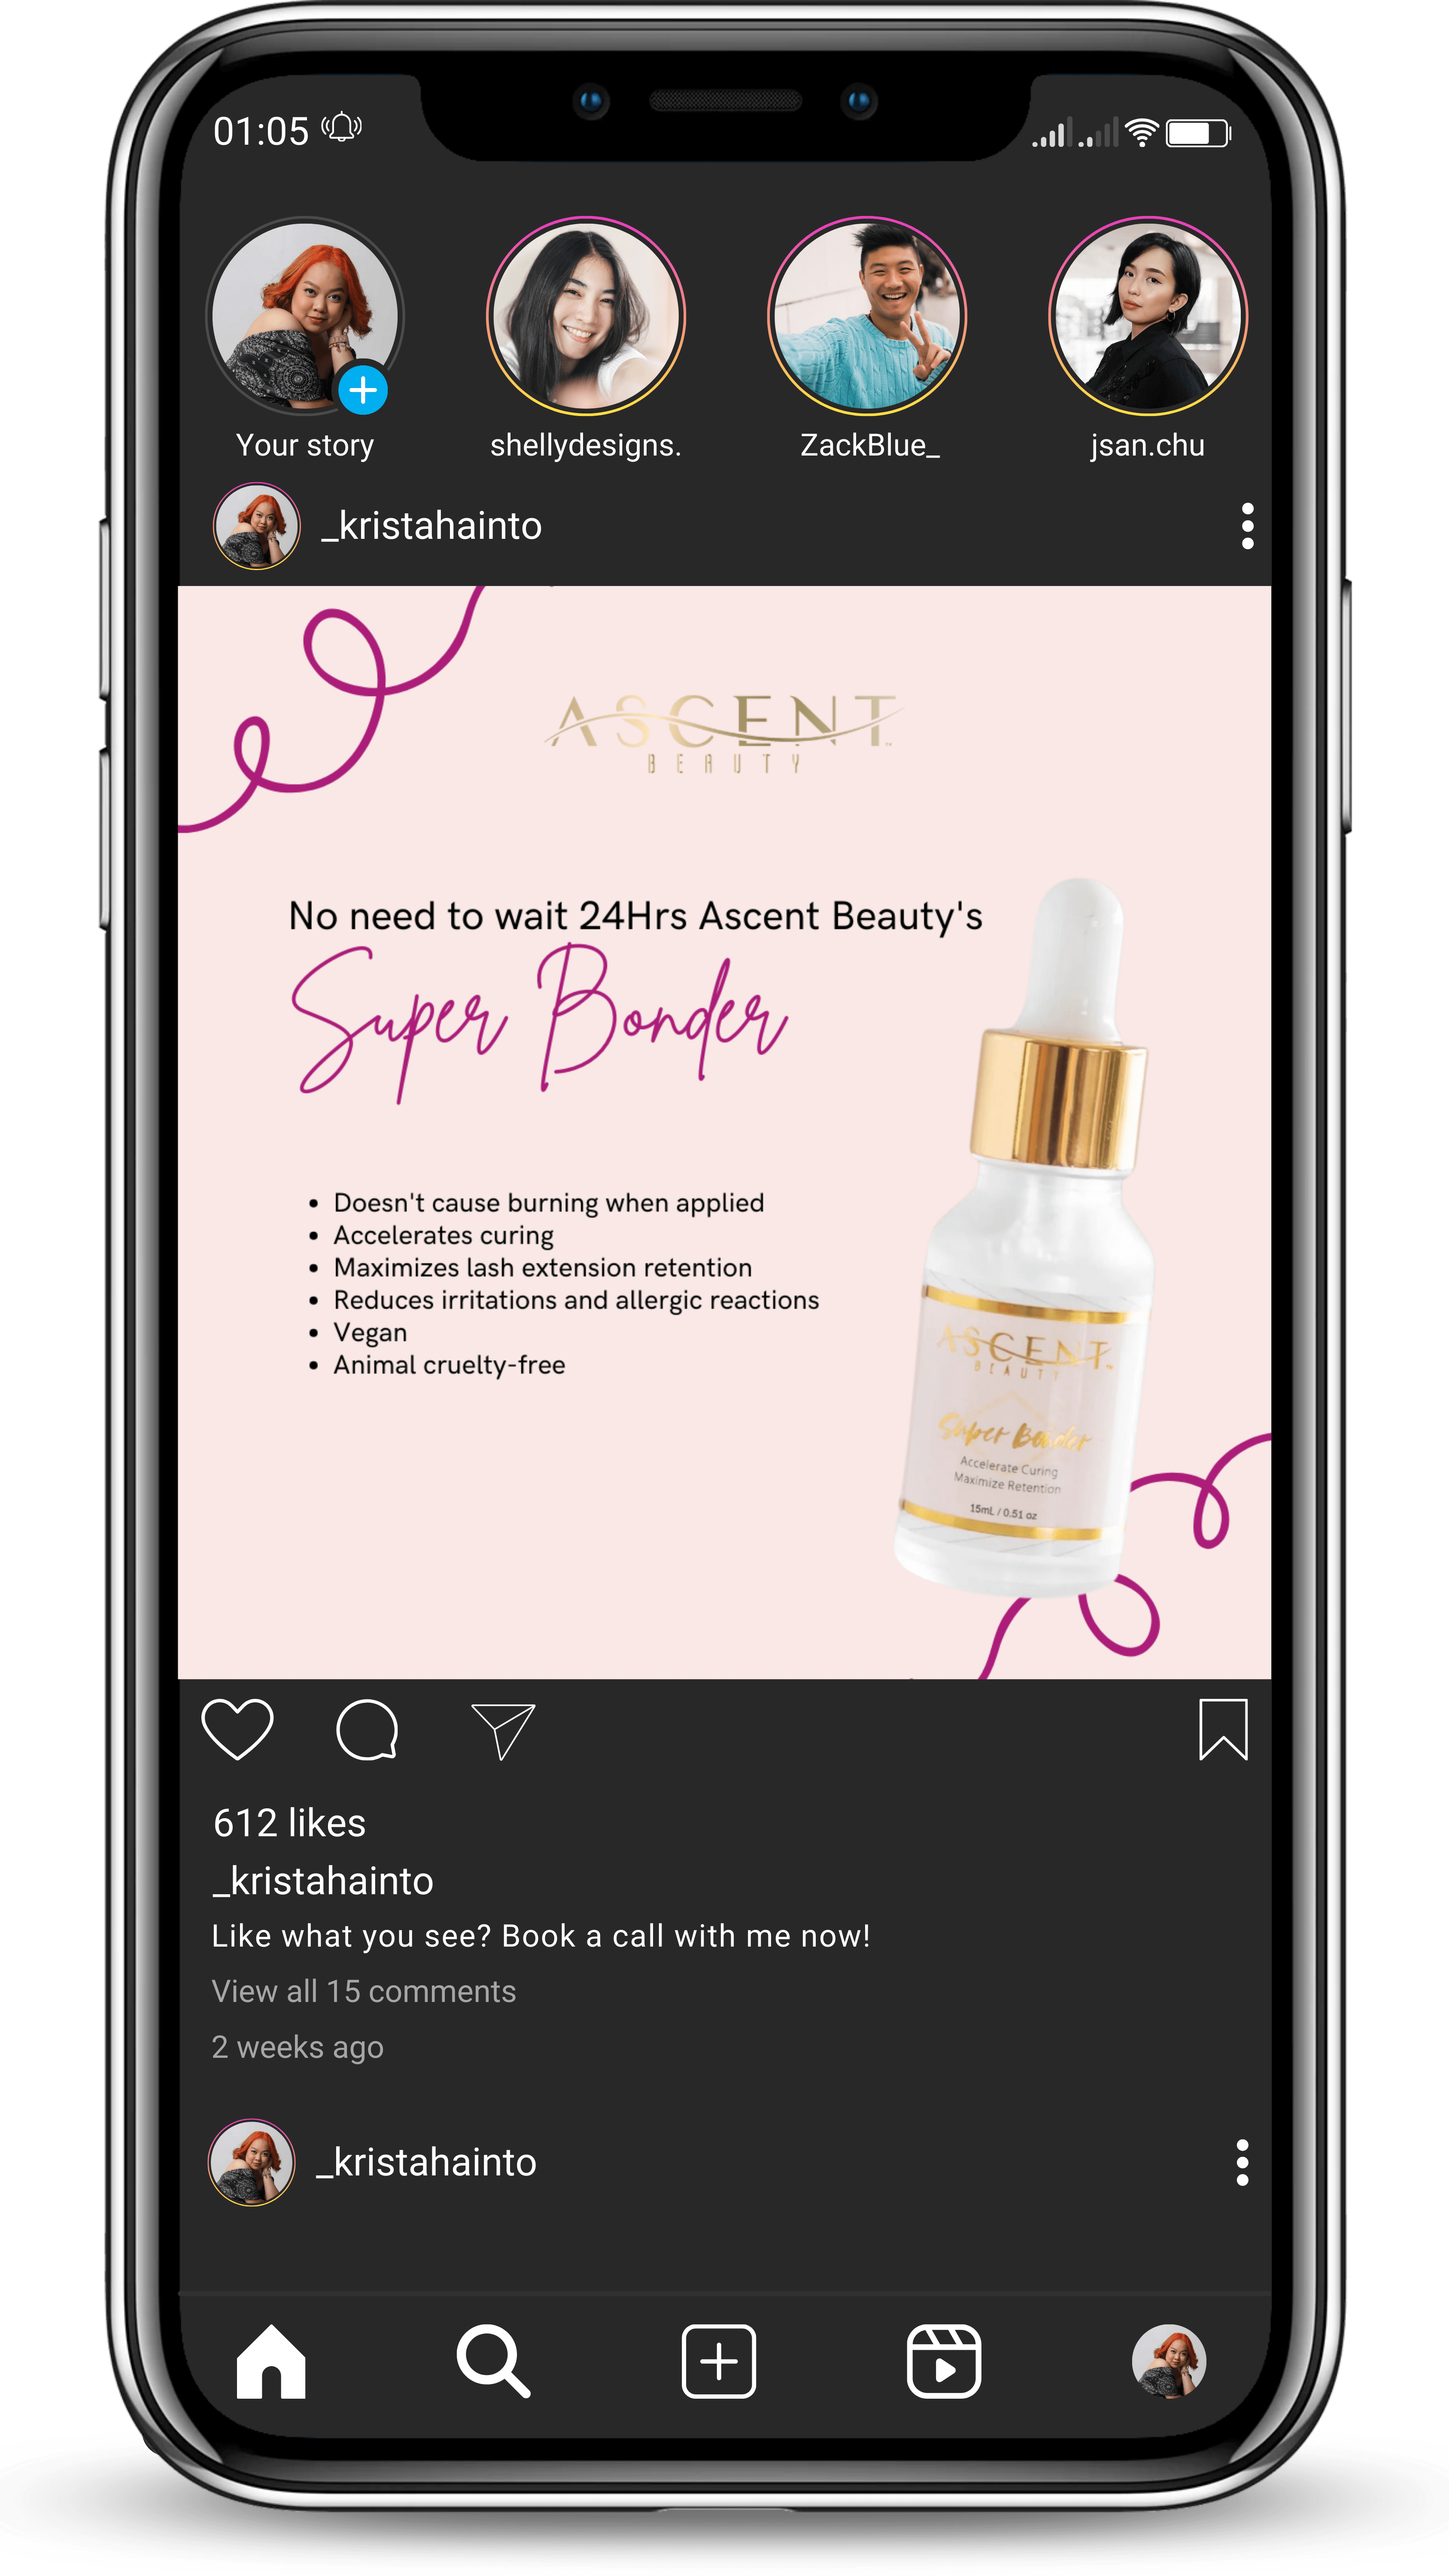 01:05
Your story
shellydesigns.
ZackBlue_
jsan.chu
_kristahainto
ASCENT
BEAUTY
No need to wait 24Hrs Ascent Beauty's
Super Bonder
• Doesn't cause burning when applied
• Accelerates curing
• Maximizes lash extension retention
• Reduces irritations and allergic reactions
• Vegan
• Animal cruelty-free
ASCENT™
BEAUTY
Super Bonder
Accelerate Curing
Maximize Retention
15mL / 0.51 oz
612 likes
_kristahainto
Like what you see? Book a call with me now!
View all 15 comments
2 weeks ago
_kristahainto